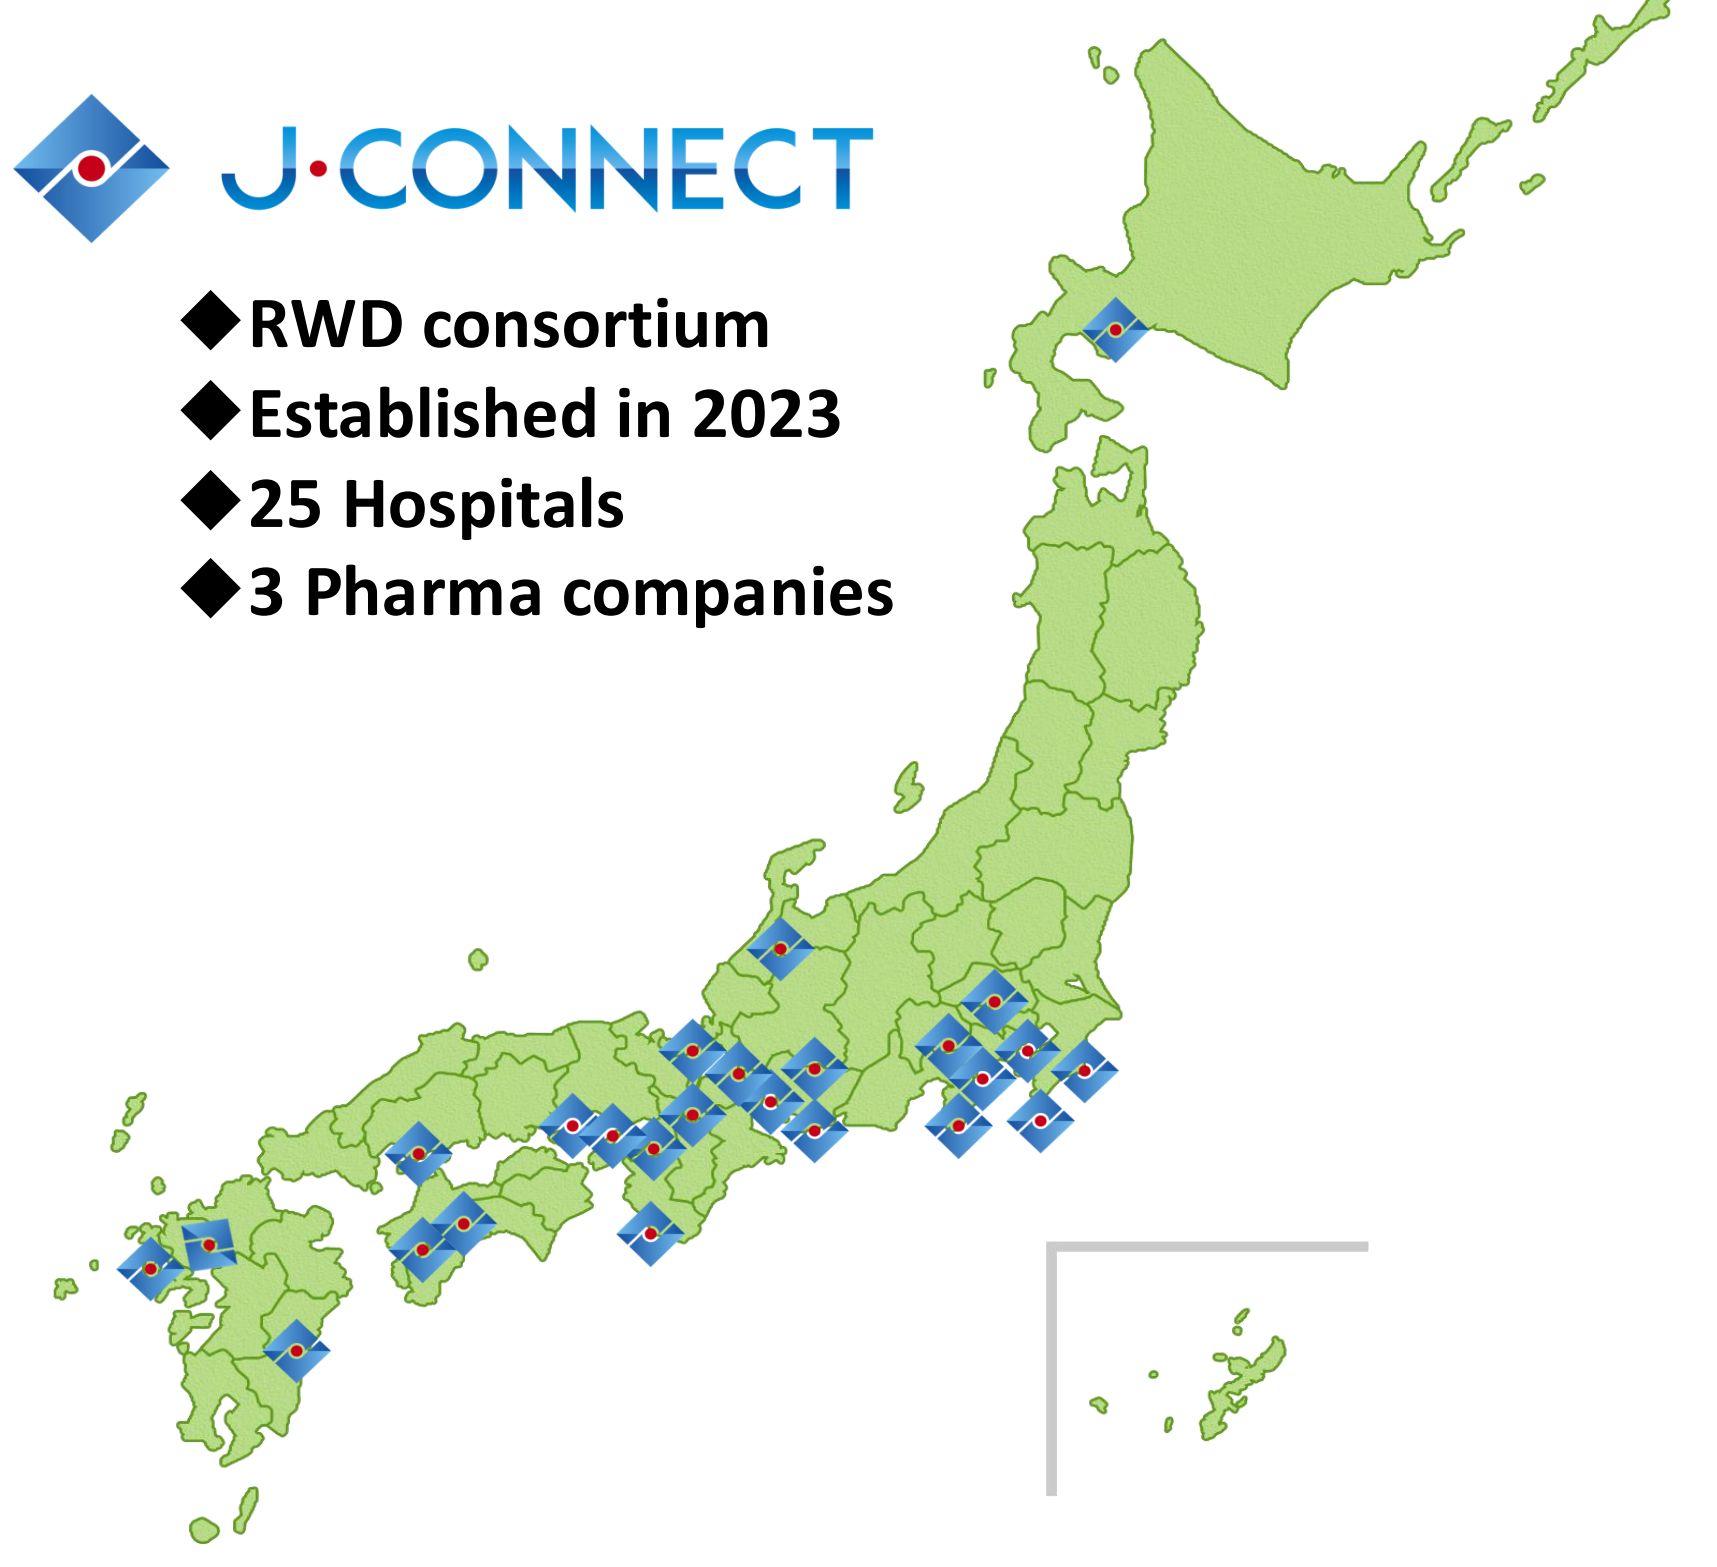 J·CONNECT
◆RWD consortium
◆Established in 2023
◆25 Hospitals
◆3 Pharma companies